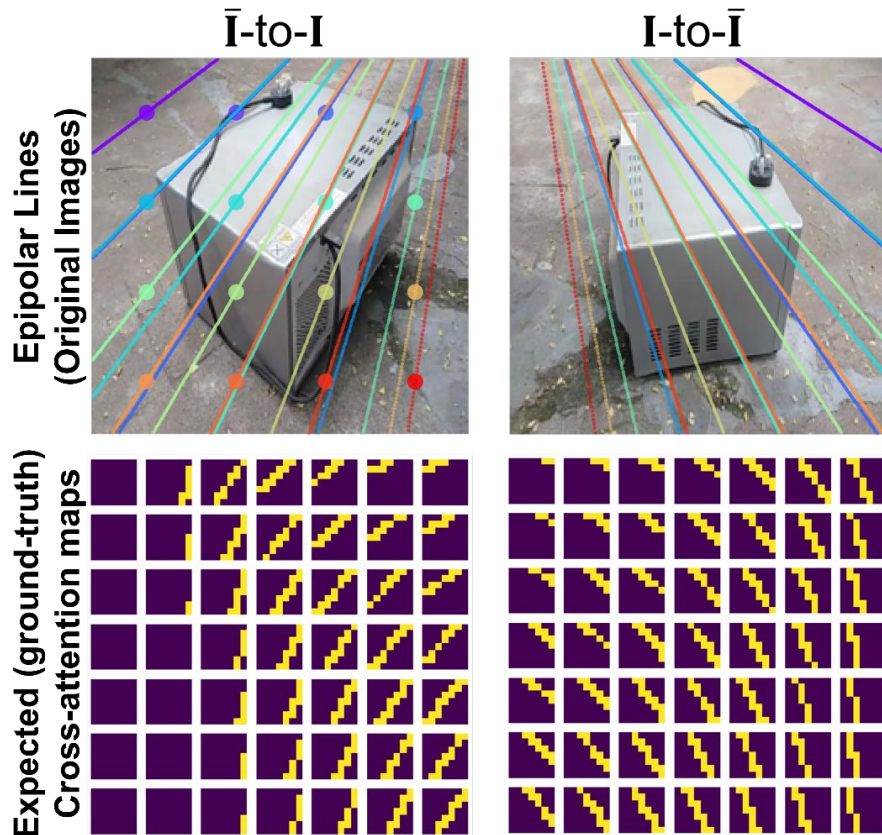 Ī-to-I
I-to-Ī
Epipolar Lines
(Original Images)
Expected (ground-truth)
Cross-attention maps